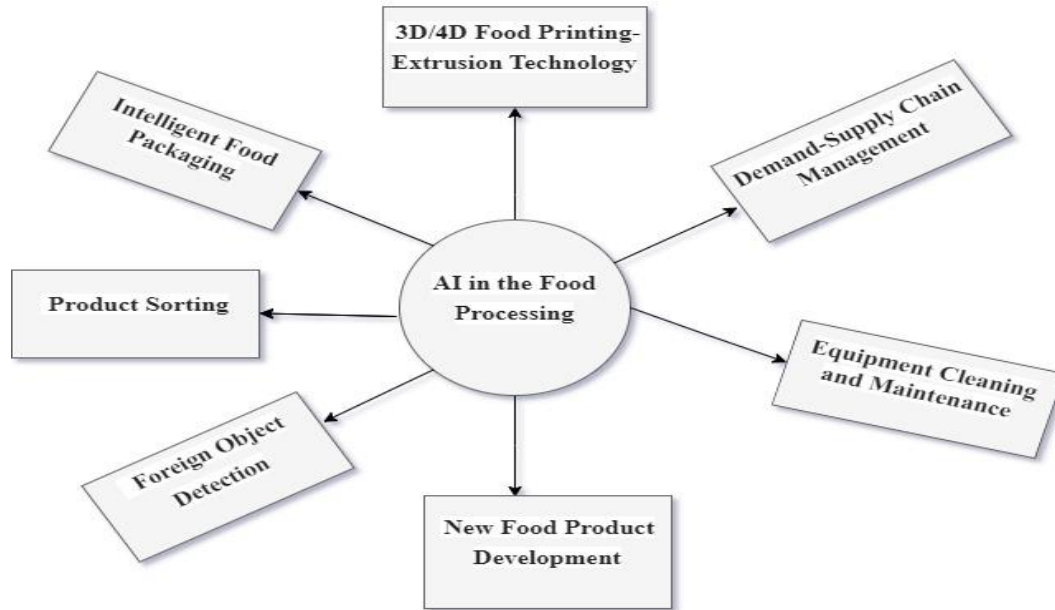 3D/4D Food Printing-
Extrusion Technology
Intelligent Food
Packaging
Demand-Supply Chain
Management
AI in the Food
Processing
Product Sorting
Equipment Cleaning
and Maintenance
Foreign Object
Detection
New Food Product
Development